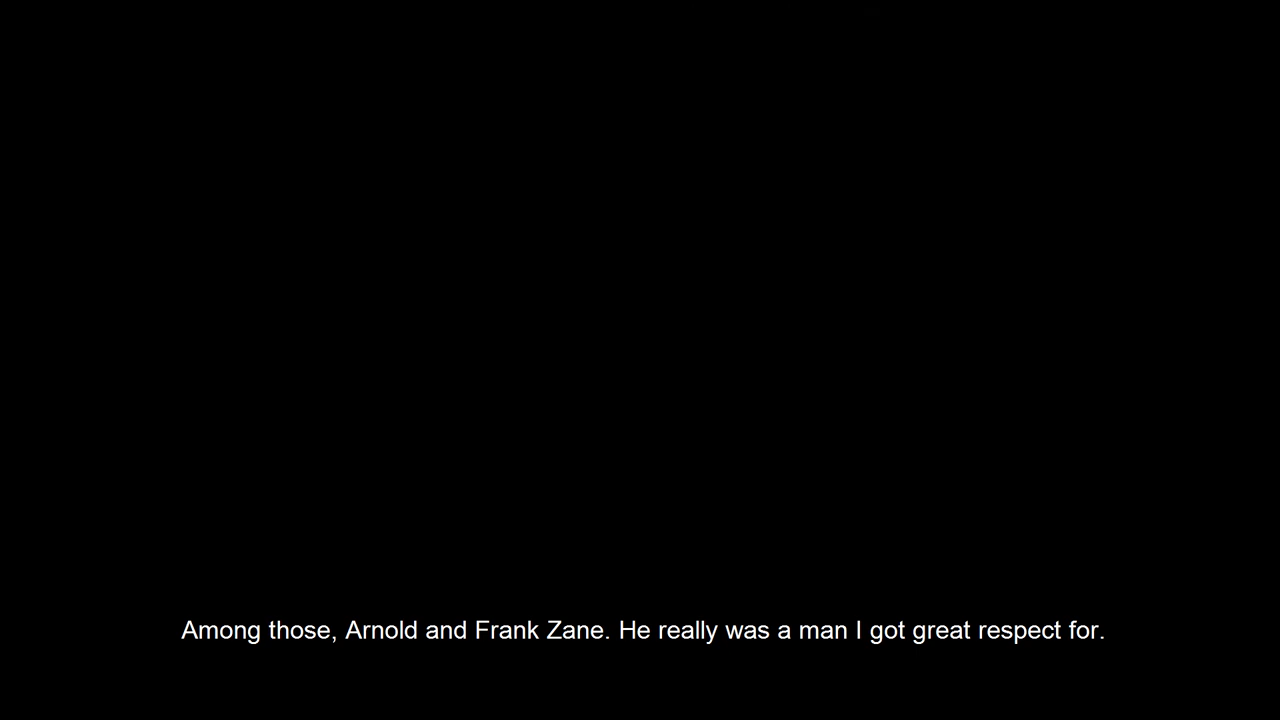 Among those, Arnold and Frank Zane. He really was a man I got great respect for.